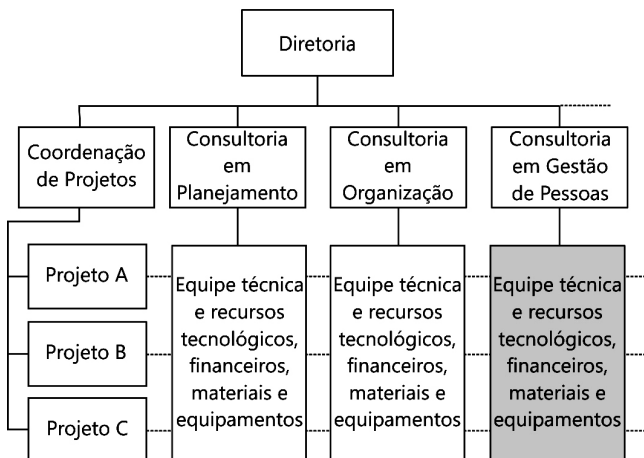 Diretoria
Coordenação
de Projetos
Consultoria
em
Planejamento
Consultoria
em
Organização
Consultoria
em Gestão
de Pessoas
Projeto A
Projeto B
Projeto C
Equipe técnica
e recursos
tecnológicos,
financeiros,
materiais e
equipamentos
Equipe técnica
e recursos
tecnológicos,
financeiros,
materiais e
equipamentos
Equipe técnica
e recursos
tecnológicos,
financeiros,
materiais e
equipamentos